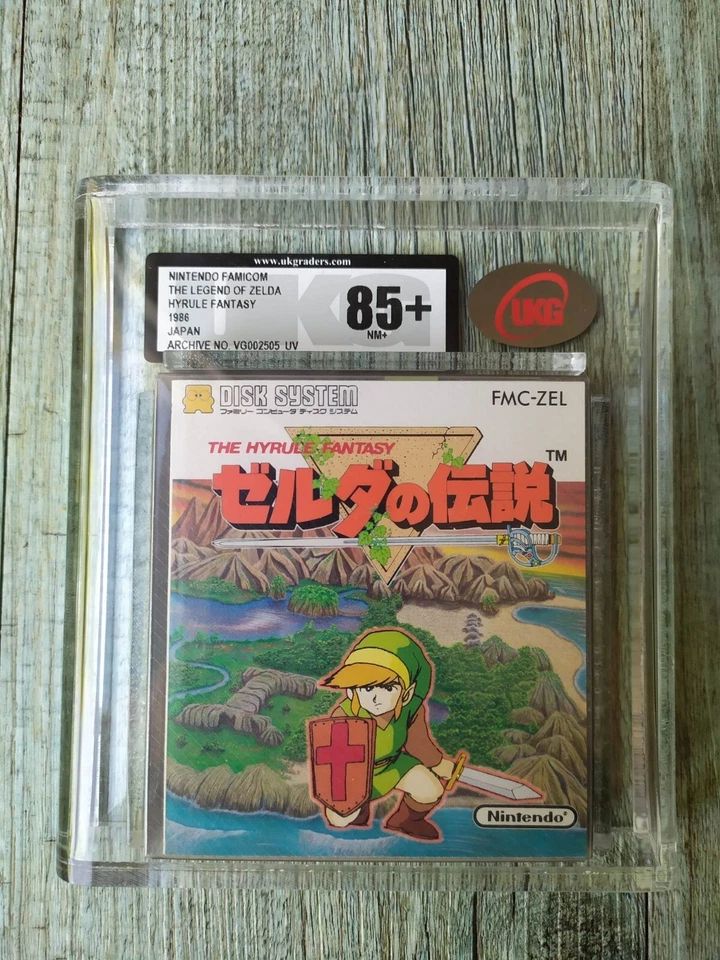 www.ukgraders.com
NINTENDO FAMICOM
THE LEGEND OF ZELDA
HYRULE FANTASY
1986
JAPAN
ARCHIVE NO. VG002505 UV
85+
NM+
UKG
DISK SYSTEM
ファミリー コンピュータ ディスク システム
FMC-ZEL
THE HYRULE FANTASY
ゼルダの伝説
TM
Nintendo®